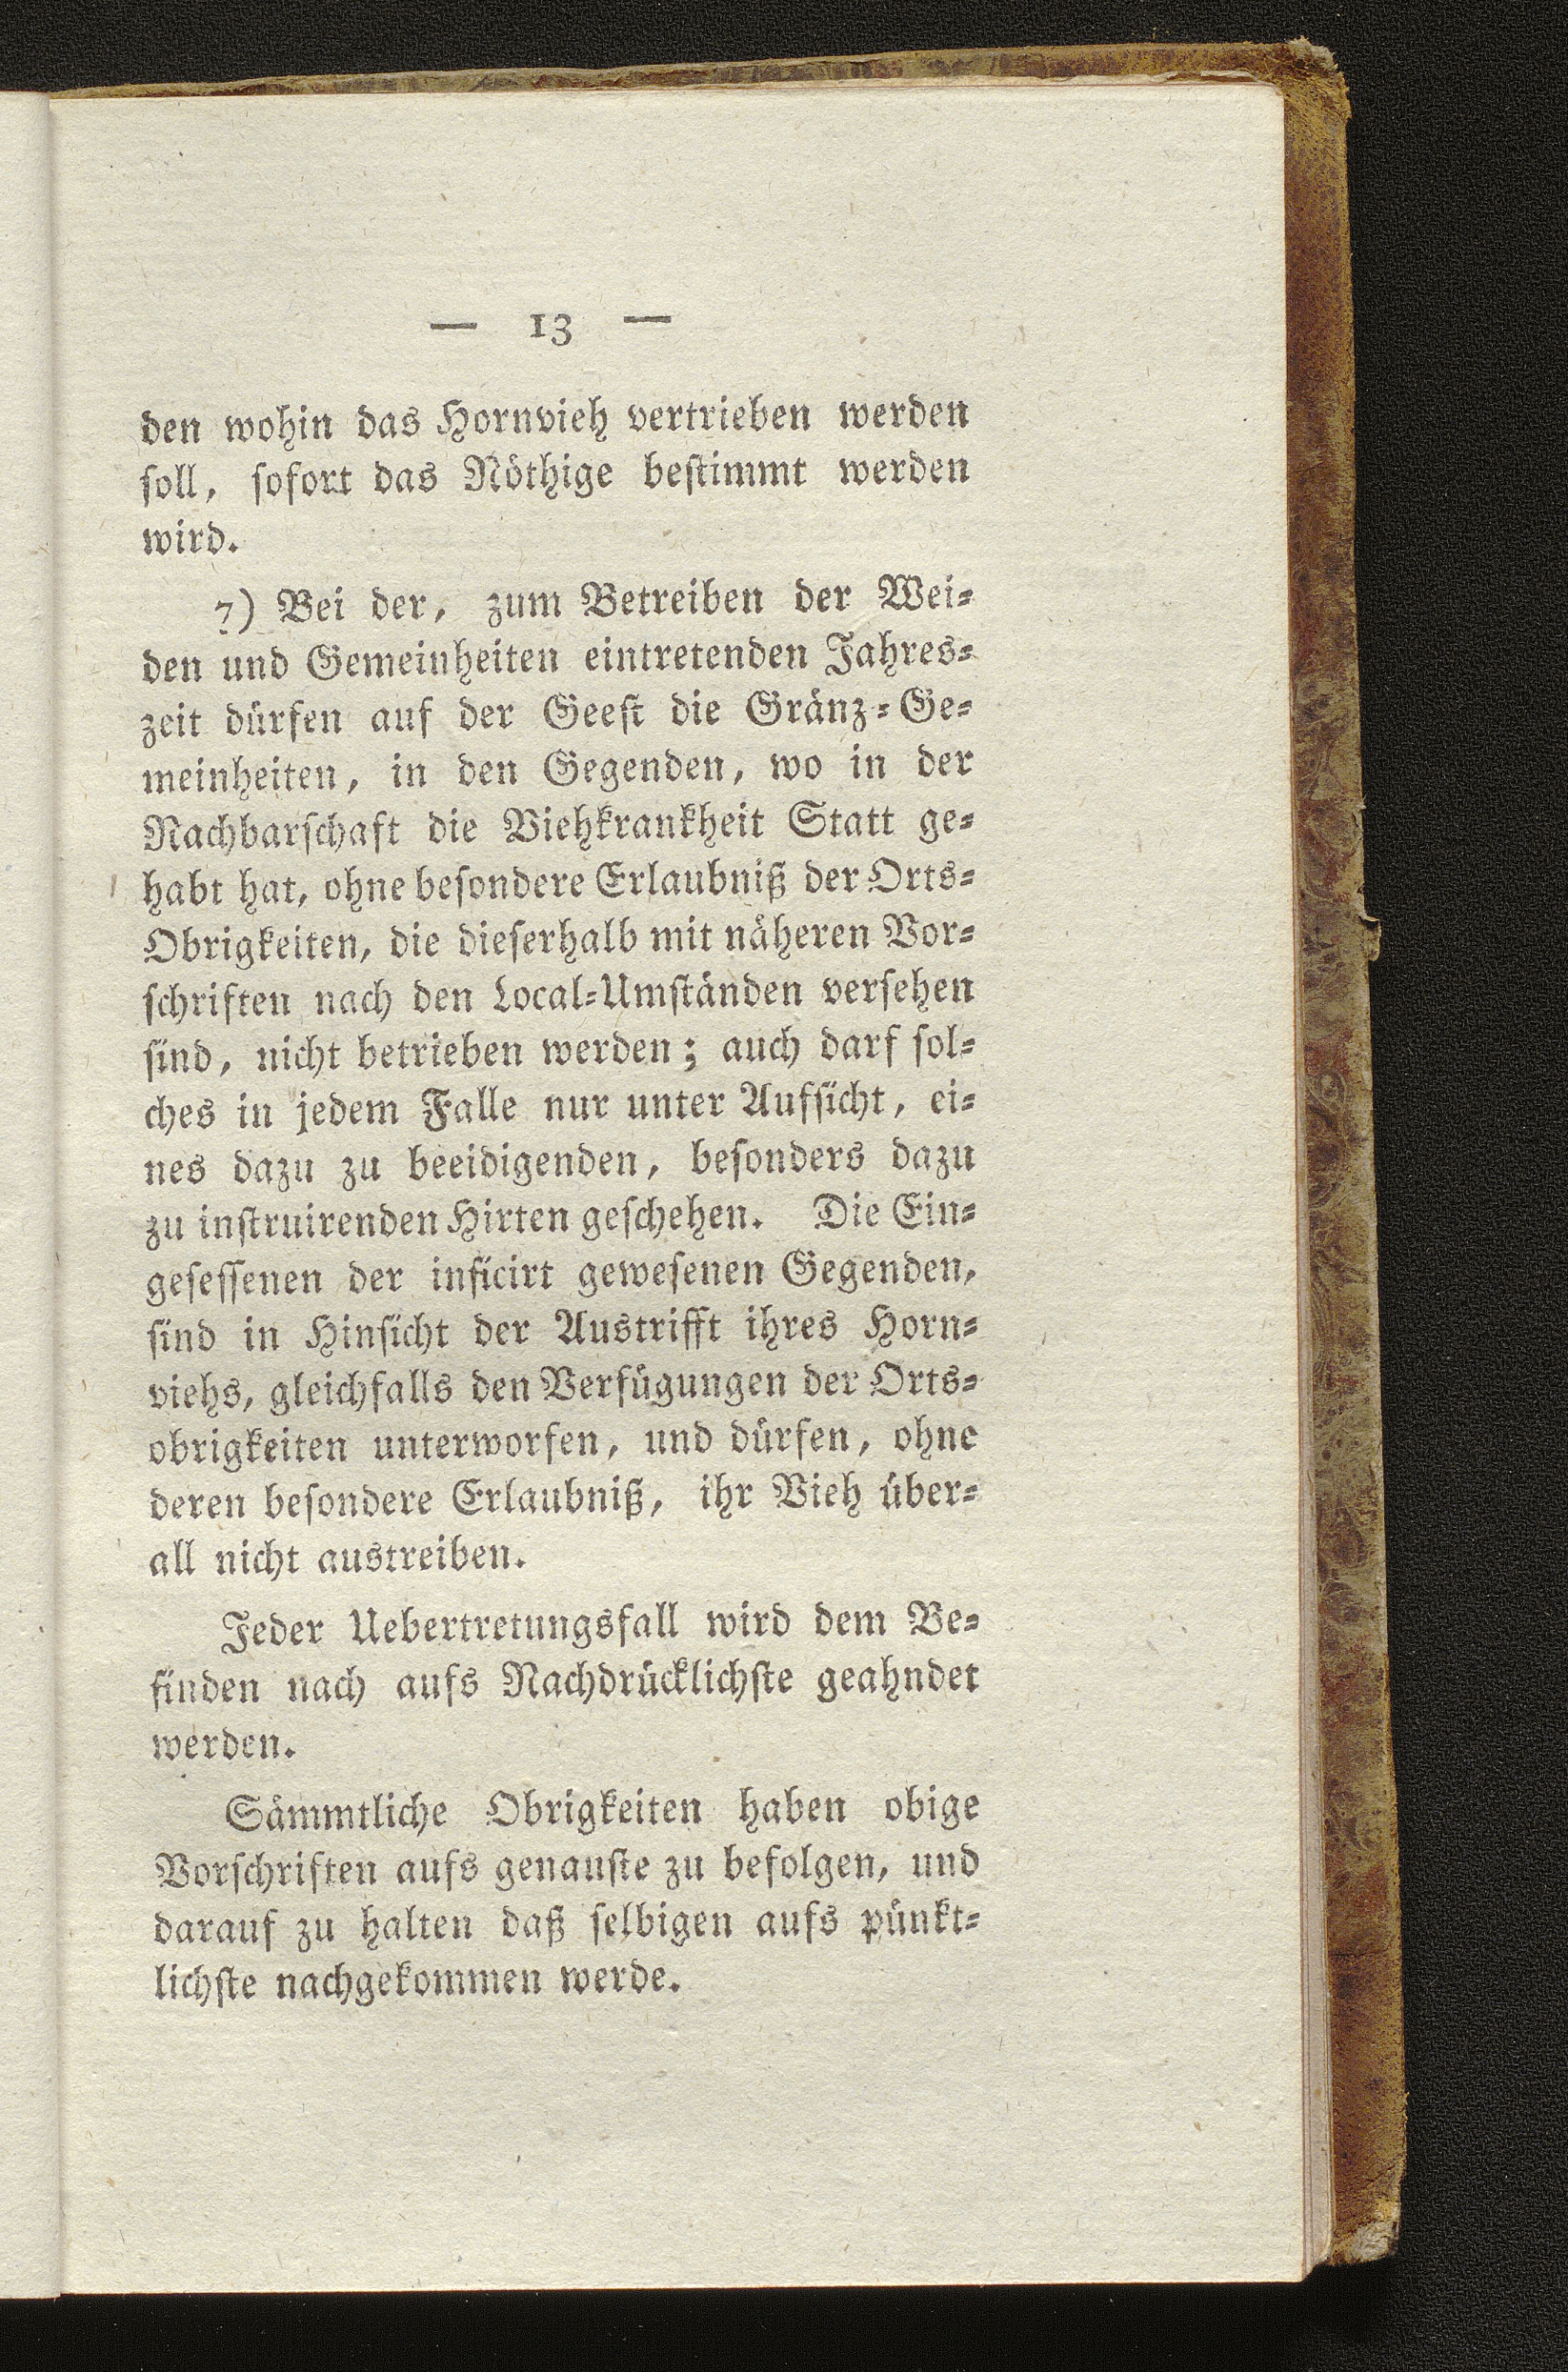 — 13 —
den wohin das Hornvieh vertrieben werden
ſoll, ſofort das Nöthige beſtimmt werden
wird.
7) Bei der, zum Betreiben der Wei⸗
den und Gemeinheiten eintretenden Jahres⸗
zeit dürfen auf der Geeſt die Gränz⸗Ge⸗
meinheiten, in den Gegenden, wo in der
Nachbarſchaft die Viehkrankheit Statt ge⸗
habt hat, ohne beſondere Erlaubniß der Orts⸗
Obrigkeiten, die dieſerhalb mit näheren Vor⸗
ſchriften nach den Local⸗Umſtänden verſehen
ſind, nicht betrieben werden; auch darf ſol⸗
ches in jedem Falle nur unter Aufſicht, ei⸗
nes dazu zu beeidigenden, beſonders dazu
zu inſtruirenden Hirten geſchehen. Die Ein⸗
geſeſſenen der inficirt geweſenen Gegenden,
ſind in Hinſicht der Austrifft ihres Horn⸗
viehs, gleichfalls den Verfügungen der Orts⸗
obrigkeiten unterworfen, und dürfen, ohne
deren beſondere Erlaubniß, ihr Vieh über⸗
all nicht austreiben.
Jeder Uebertretungsfall wird dem Be⸗
finden nach aufs Nachdrücklichſte geahndet
werden.
Sämmtliche Obrigkeiten haben obige
Vorſchriften aufs genauſte zu befolgen, und
darauf zu halten daß ſelbigen aufs pünkt⸗
lichſte nachgekommen werde.